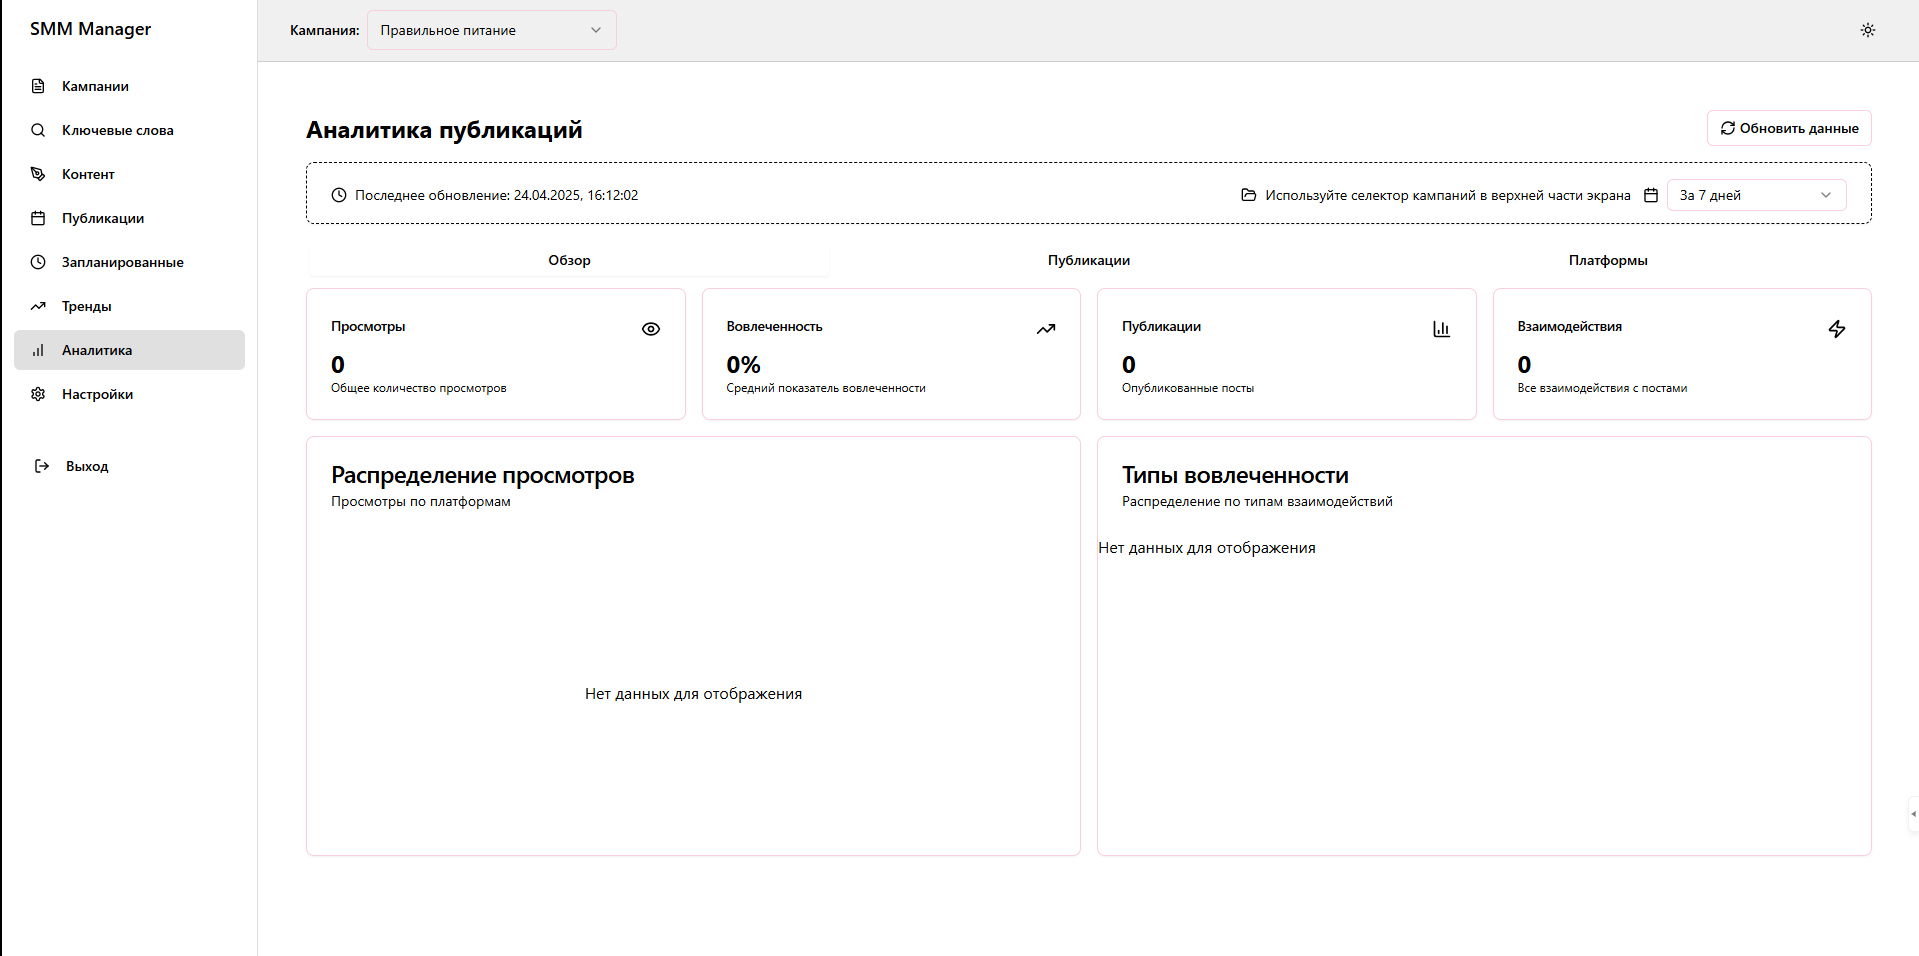 SMM Manager
Кампании
Ключевые слова
Контент
Публикации
Запланированные
Тренды
Аналитика
Настройки
Выход
Кампания: Правильное питание
Аналитика публикаций
Обновить данные
Последнее обновление: 24.04.2025, 16:12:02
Используйте селектор кампаний в верхней части экрана
За 7 дней
Обзор
Публикации
Платформы
Просмотры
0
Общее количество просмотров
Вовлеченность
0%
Средний показатель вовлеченности
Публикации
0
Опубликованные посты
Взаимодействия
0
Все взаимодействия с постами
Распределение просмотров
Просмотры по платформам
Нет данных для отображения
Типы вовлеченности
Распределение по типам взаимодействий
Нет данных для отображения